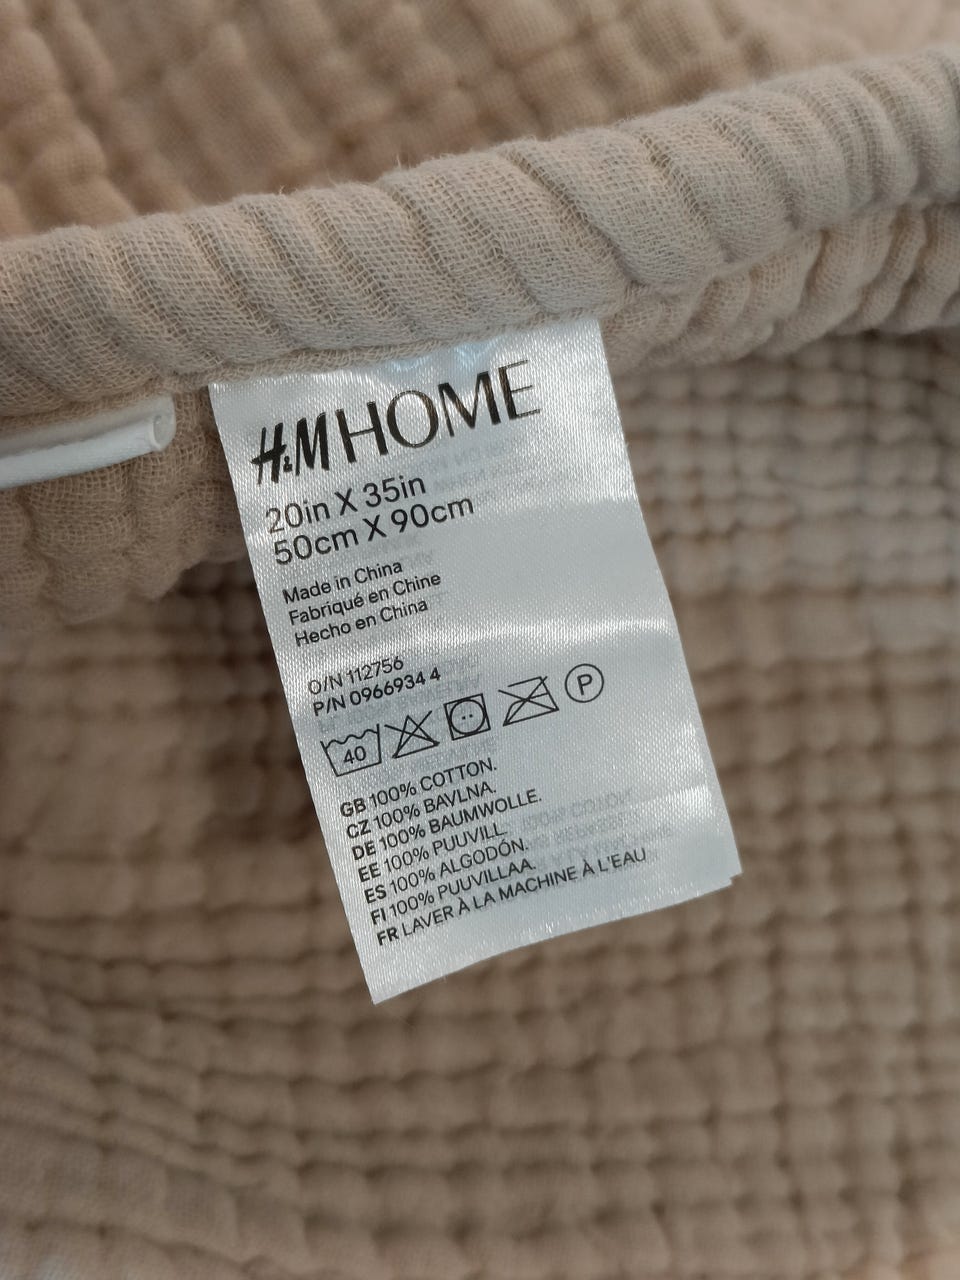 H&M HOME
20in X 35in
50cm X 90cm
Made in China
Fabriqué en Chine
Hecho en China
O/N 112756
P/N 0966934 4
40 P
GB 100% COTTON.
CZ 100% BAVLNA.
DE 100% BAUMWOLLE.
EE 100% PUUVILL.
ES 100% ALGODÓN.
FI 100% PUUVILLAA.
FR LAVER À LA MACHINE À L'EAU